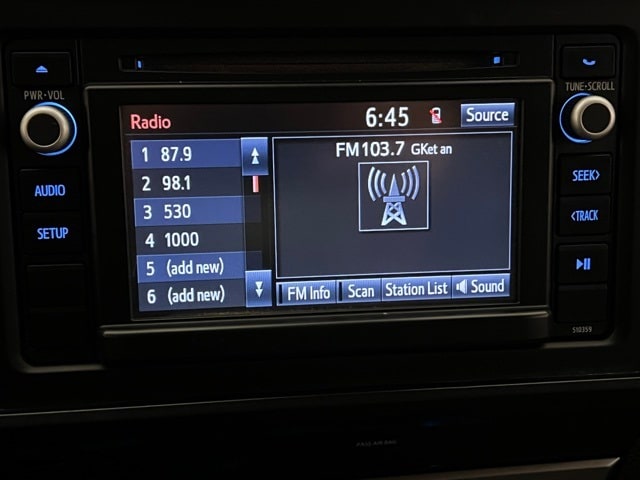 PWR•VOL
TUNE•SCROLL
Radio
6:45
Source
1 87.9
2 98.1
3 530
4 1000
5 (add new)
6 (add new)
FM 103.7 GKet an
FM Info
Scan
Station List
Sound
AUDIO
SETUP
SEEK>
<TRACK
510359